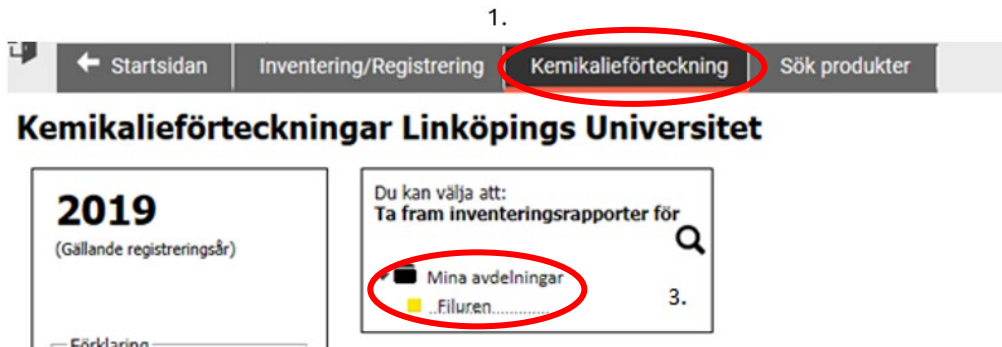 1.
Startsidan Inventering/Registrering Kemikalieförteckning Sök produkter
Kemikalieförteckningar Linköpings Universitet
2019
(Gällande registreringsår)
Förklaring
Du kan välja att:
Ta fram inventeringsrapporter för
Mina avdelningar
Filuren
3.